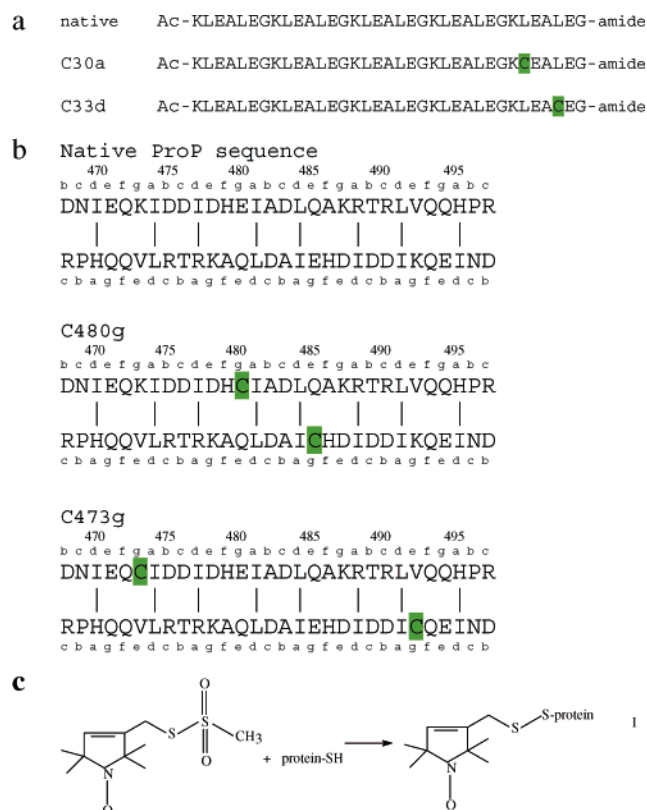 a
native Ac-KLEALEGKLEALEGKLEALEGKLEALEGKLEALEG-amide
C30a Ac-KLEALEGKLEALEGKLEALEGKLEALEGKCEALEG-amide
C33d Ac-KLEALEGKLEALEGKLEALEGKLEALEGKLEACEG-amide
b
Native ProP sequence
470 475 480 485 490 495
b c d e f g a b c d e f g a b c d e f g a b c d e f g a b c
DNIEQKIDDIDHEIADLQAKRTRLVQQHPR
RPHQQVLRTRKAQLDAIEHDIDDIKQEIND
c b a g f e d c b a g f e d c b a g f e d c b a g f e d c b
C480g
470 475 480 485 490 495
b c d e f g a b c d e f g a b c d e f g a b c d e f g a b c
DNIEQKIDDIDHCIADLQAKRTRLVQQHPR
RPHQQVLRTRKAQLDAICHDIDDIKQEIND
c b a g f e d c b a g f e d c b a g f e d c b a g f e d c b
C473g
470 475 480 485 490 495
b c d e f g a b c d e f g a b c d e f g a b c d e f g a b c
DNIEQCIDDIDHEIADLQAKRTRLVQQHPR
RPHQQVLRTRKAQLDAIEHDIDDICQEIND
c b a g f e d c b a g f e d c b a g f e d c b a g f e d c b
c
O
S S CH3
O
N
O
+ protein-SH
S S-protein
N
O
I